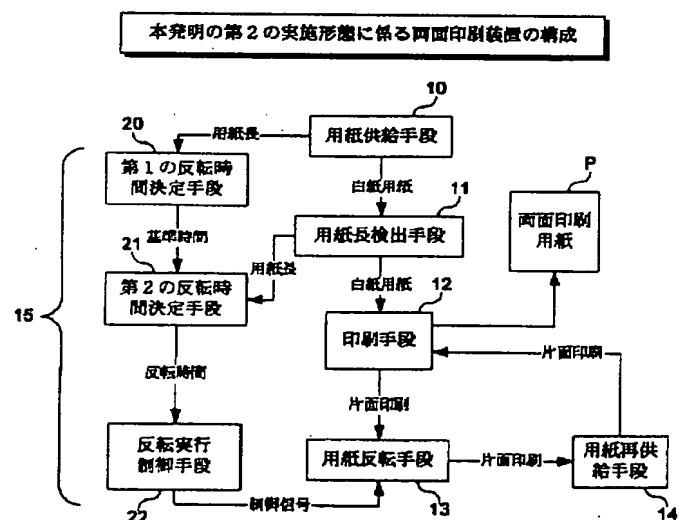 本発明の第2の実施形態に係る両面印刷装置の構成
10
20
用紙長
用紙供給手段
第1の反転時
間決定手段
白紙用紙
11
P
基準時間
用紙長検出手段
両面印刷
用紙
21
用紙長
第2の反転時
間決定手段
白紙用紙
12
15
印刷手段
片面印刷
反転時間
片面印刷
反転実行
制御手段
用紙反転手段
片面印刷
用紙再供
給手段
22
制御信号
13
14